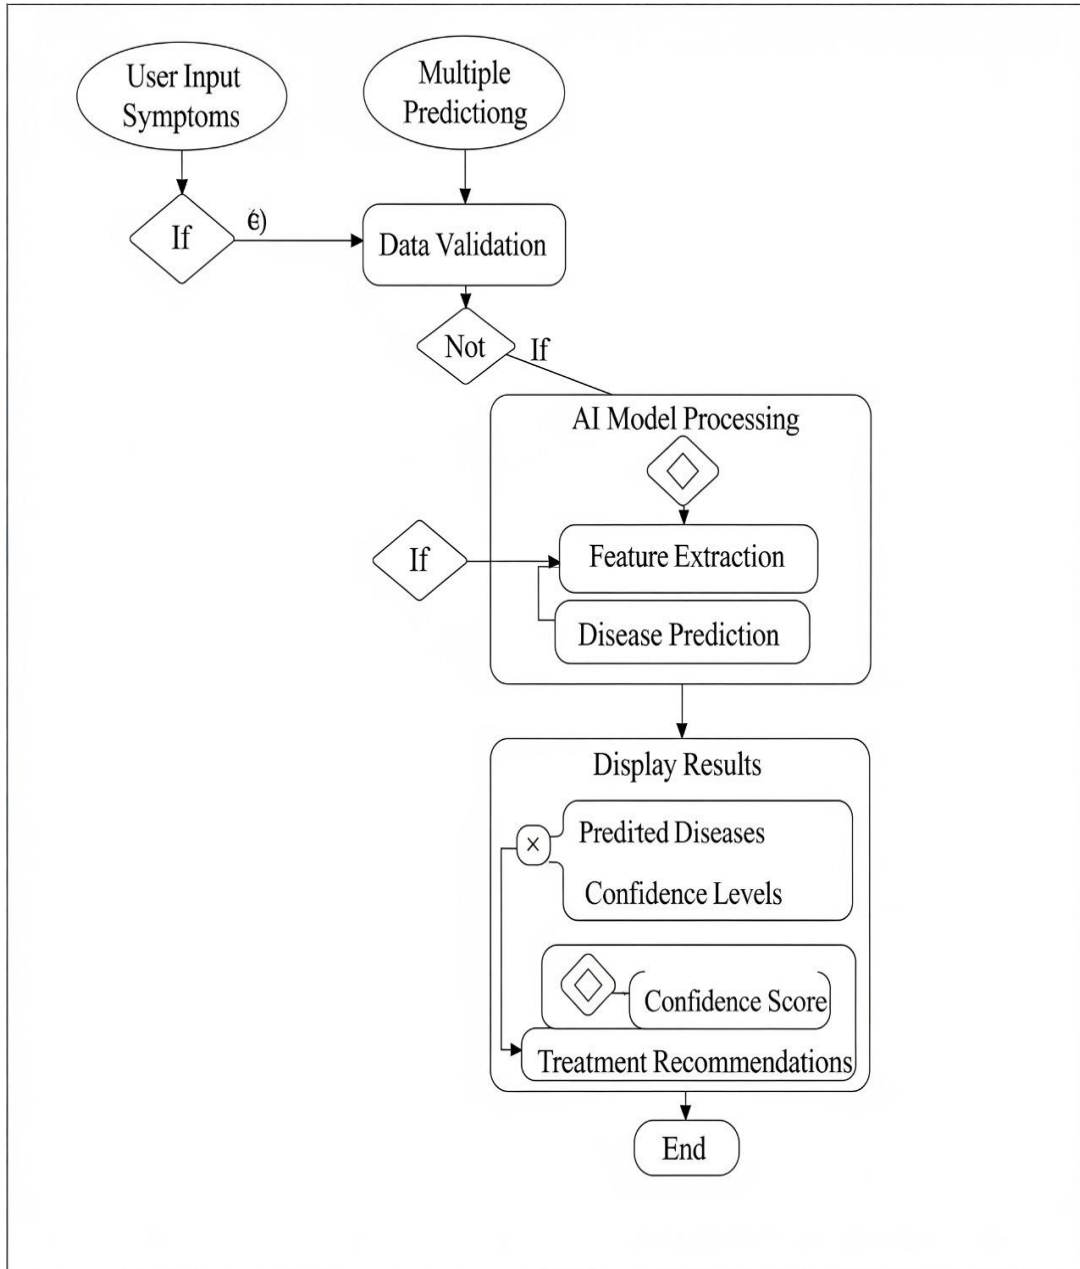 User Input
Symptoms
Multiple
Predictiong
If
Data Validation
Not
If
AI Model Processing
If
Feature Extraction
Disease Prediction
Display Results
Predited Diseases
Confidence Levels
Confidence Score
Treatment Recommendations
End